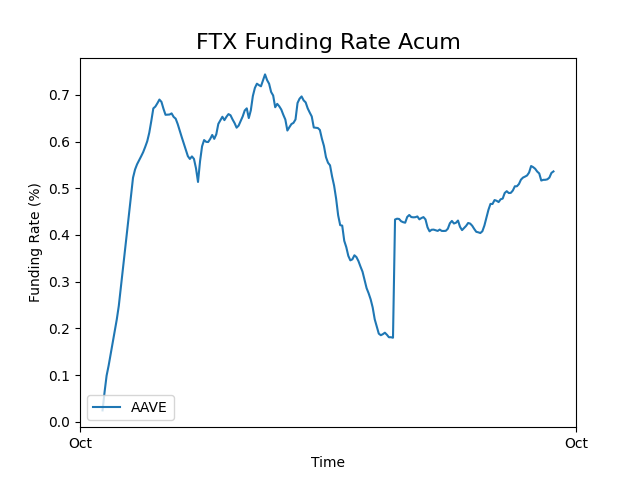 FTX Funding Rate Acum
Funding Rate (%)
0.7
0.6
0.5
0.4
0.3
0.2
0.1
0.0
AAVE
Oct
Oct
Time